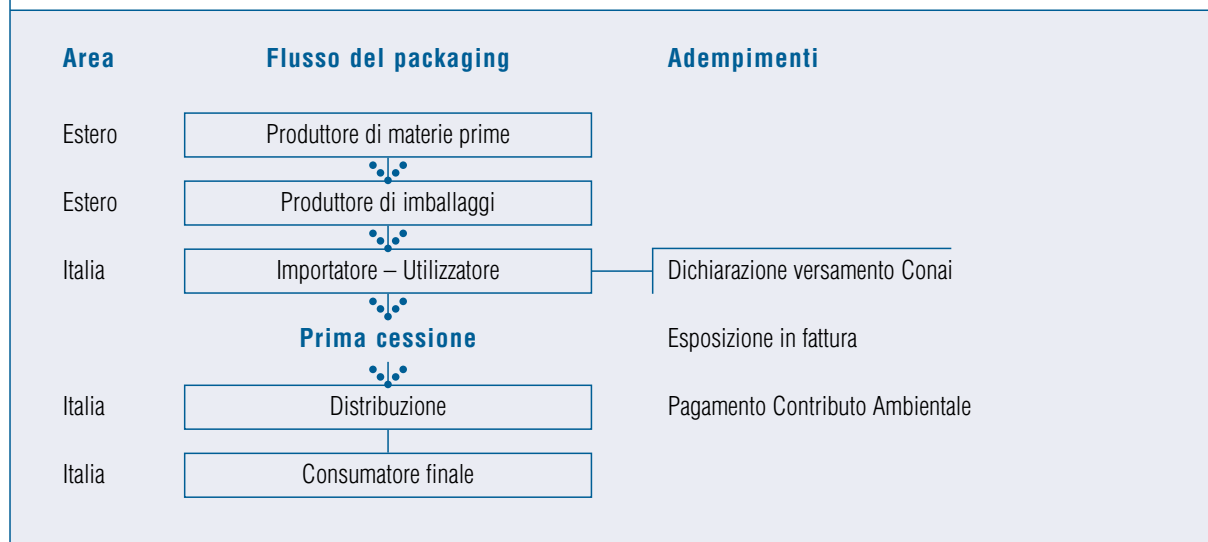 Area Flusso del packaging Adempimenti
Estero Produttore di materie prime
Estero Produttore di imballaggi
Italia Importatore – Utilizzatore Dichiarazione versamento Conai
Prima cessione Esposizione in fattura
Italia Distribuzione Pagamento Contributo Ambientale
Italia Consumatore finale